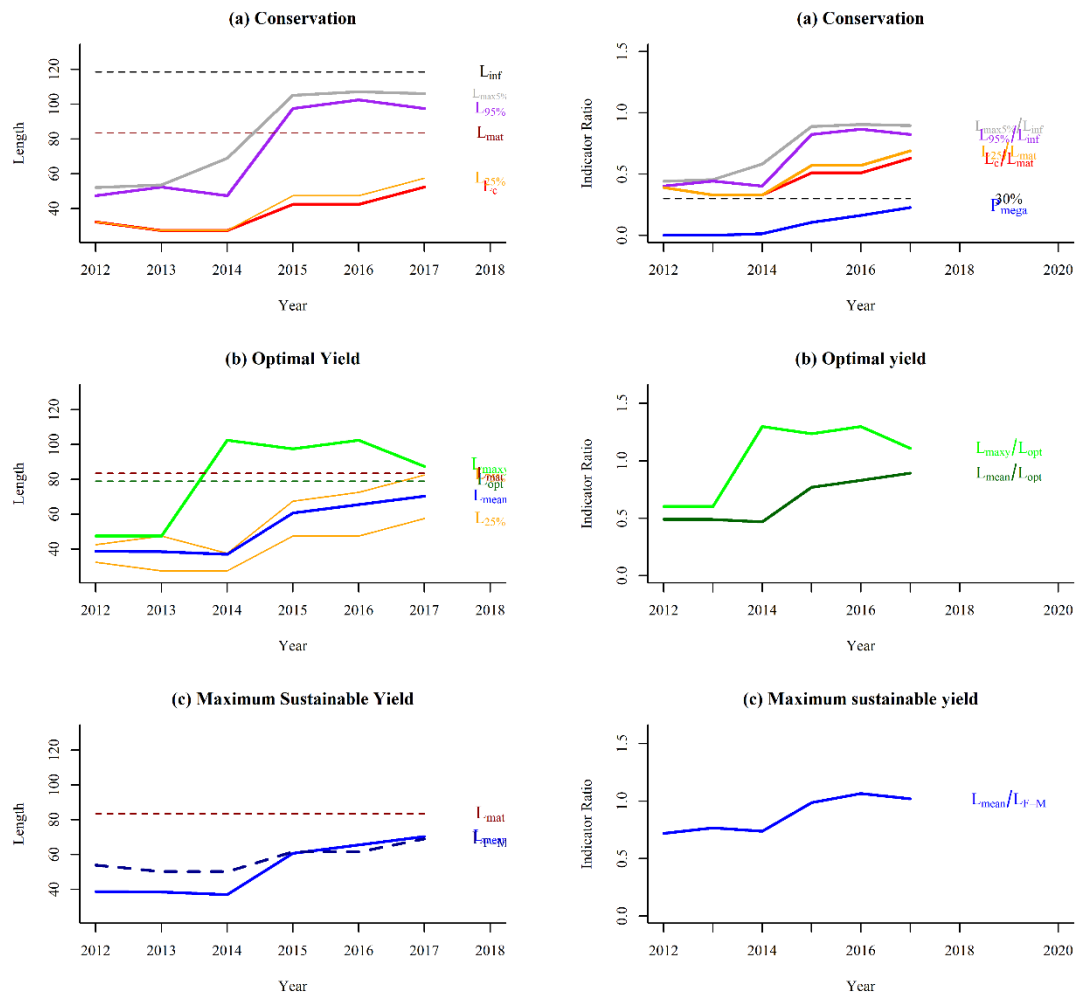 (a) Conservation
Length
40 60 80 100 120
L_inf
L_max5%
L_95%
L_mat
L_25%
L_c
2012 2013 2014 2015 2016 2017 2018
Year
(a) Conservation
Indicator Ratio
0.0 0.5 1.0 1.5
L_max5%/L_inf
L_95%/L_inf
L_25%/L_mat
L_c/L_mat
30%
P_mega
2012 2014 2016 2018 2020
Year
(b) Optimal Yield
Length
40 60 80 100 120
L_maxy
L_mat
L_opt
L_mean
L_25%
2012 2013 2014 2015 2016 2017 2018
Year
(b) Optimal yield
Indicator Ratio
0.0 0.5 1.0 1.5
L_maxy/L_opt
L_mean/L_opt
2012 2014 2016 2018 2020
Year
(c) Maximum Sustainable Yield
Length
40 60 80 100 120
L_mat
L_mean
L_F−M
2012 2013 2014 2015 2016 2017 2018
Year
(c) Maximum sustainable yield
Indicator Ratio
0.0 0.5 1.0 1.5
L_mean/L_F−M
2012 2014 2016 2018 2020
Year